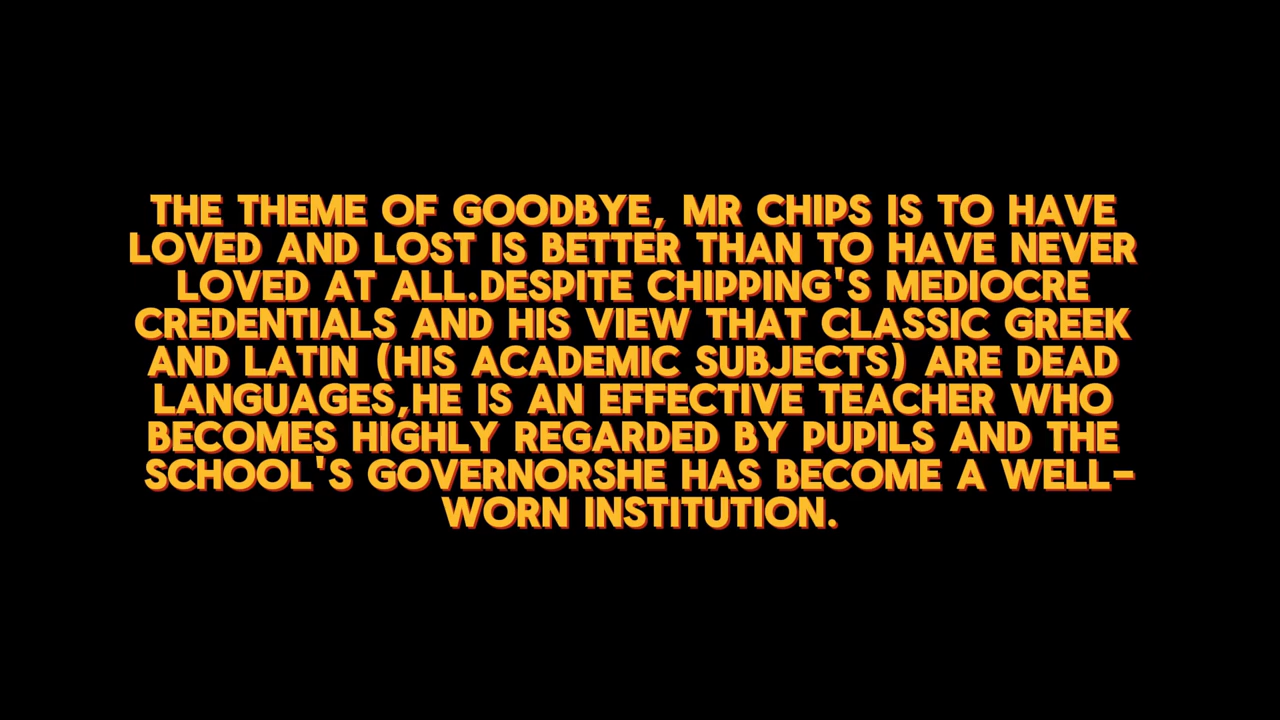 THE THEME OF GOODBYE, MR CHIPS IS TO HAVE
LOVED AND LOST IS BETTER THAN TO HAVE NEVER
LOVED AT ALL.DESPITE CHIPPING'S MEDIOCRE
CREDENTIALS AND HIS VIEW THAT CLASSIC GREEK
AND LATIN (HIS ACADEMIC SUBJECTS) ARE DEAD
LANGUAGES,HE IS AN EFFECTIVE TEACHER WHO
BECOMES HIGHLY REGARDED BY PUPILS AND THE
SCHOOL'S GOVERNORSHE HAS BECOME A WELL-
WORN INSTITUTION.